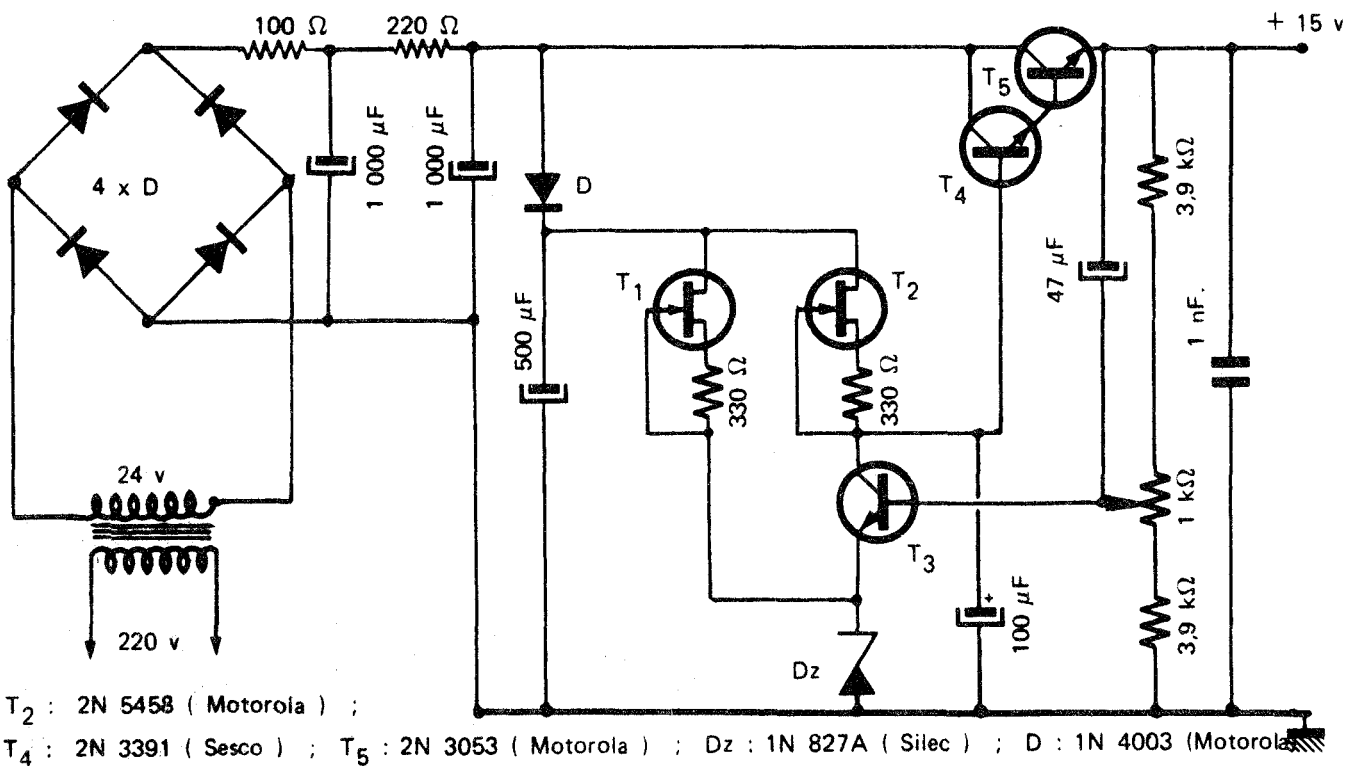 100 Ω
220 Ω
+ 15 v
1 000 µF
1 000 µF
4 x D
D
T5
T4
3,9 kΩ
47 µF
1 nF.
T1
T2
500 µF
330 Ω
330 Ω
24 v
1 kΩ
T3
+
100 µF
3,9 kΩ
220 v
Dz
T2 : 2N 5458 ( Motorola ) ;
T4 : 2N 3391 ( Sesco ) ; T5 : 2N 3053 ( Motorola ) ; Dz : 1N 827A ( Silec ) ; D : 1N 4003 (Motorola)